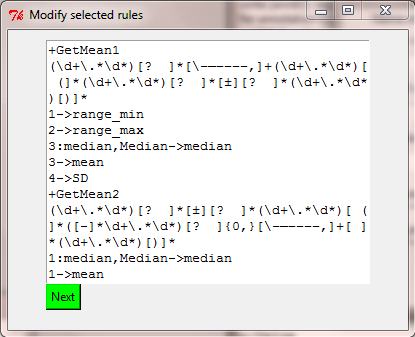 Modify selected rules
+GetMean1
(\d+\.*\d*)[?  ]*[\–—−––—,]+(\d+\.*\d*)[
 (]*(\d+\.*\d*)[?  ]*[±][?  ]*(\d+\.*\d*
)[)]*
1->range_min
2->range_max
3:median,Median->median
3->mean
4->SD
+GetMean2
(\d+\.*\d*)[?  ]*[±][?  ]*(\d+\.*\d*)[ (
]*([–]*\d+\.*\d*)[?  ]{0,}[\–—−––—,]+[ ]
*(\d+\.*\d*)[)]*
1:median,Median->median
1->mean
Next